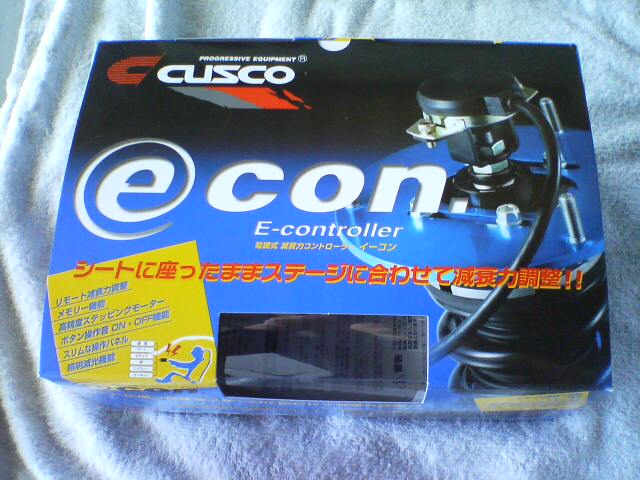 PROGRESSIVE EQUIPMENT ®
CUSCO
@ con.
E-controller
電調式 減衰力コントローラー イーコン
シートに座ったままステージに合わせて減衰力調整!!
リモート減衰力調整
メモリー機能
高精度ステッピングモーター
ボタン操作音 ON・OFF機能
スリムな操作パネル
照明減光機能